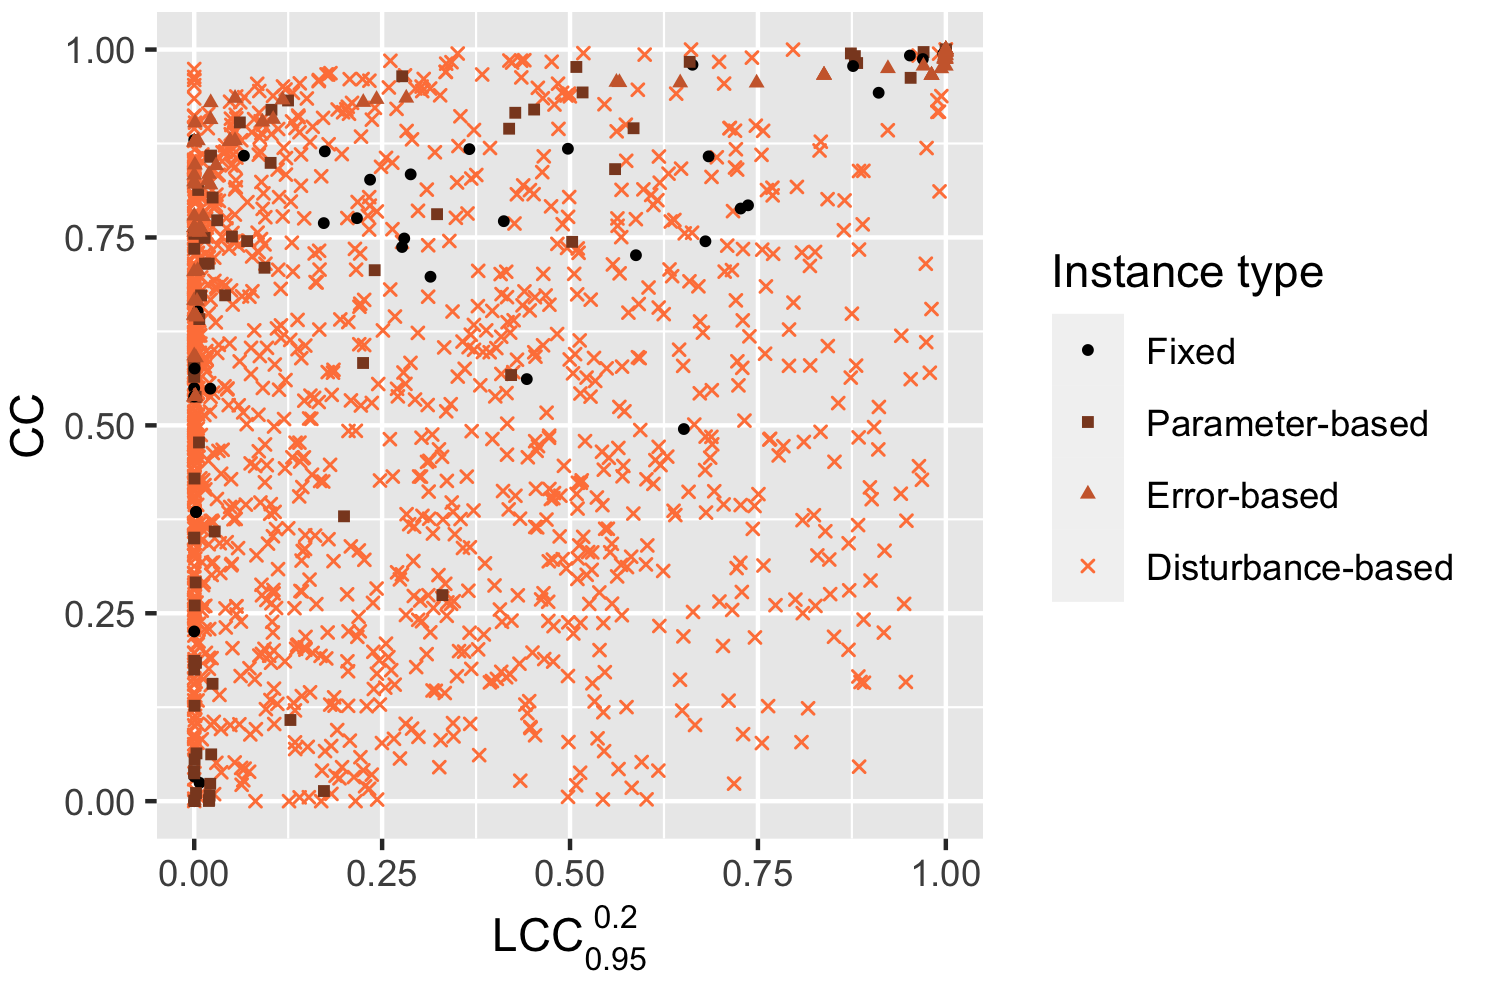 1.00
0.75
0.50
0.25
0.00
CC
0.00 0.25 0.50 0.75 1.00
LCC 0.2 0.95
Instance type
Fixed
Parameter-based
Error-based
Disturbance-based